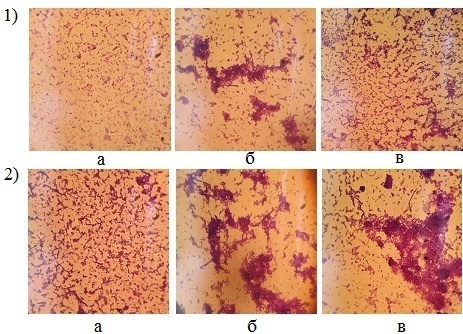 1)
а б в
2)
а б в